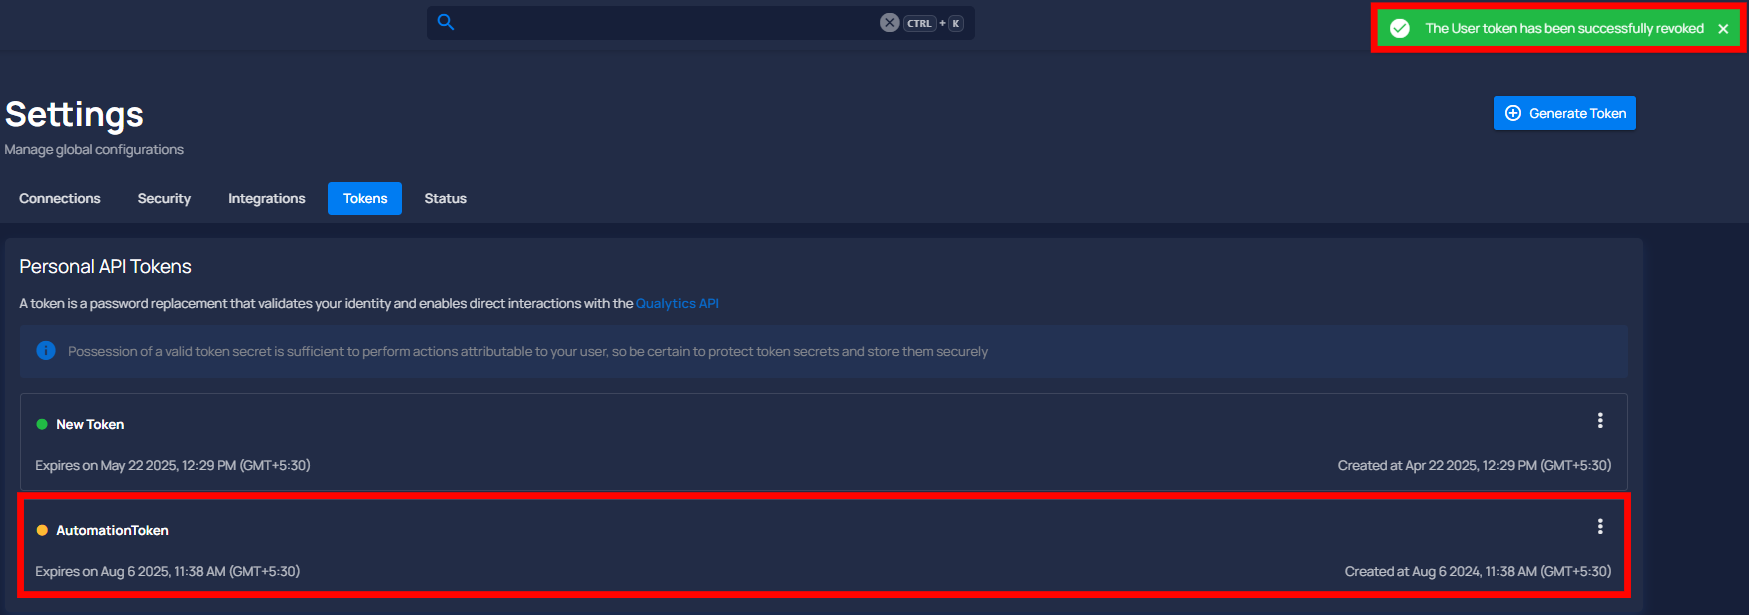 CTRL + K
The User token has been successfully revoked
Settings
Generate Token
Manage global configurations
Connections Security Integrations Tokens Status
Personal API Tokens
A token is a password replacement that validates your identity and enables direct interactions with the Qualytics API
Possession of a valid token secret is sufficient to perform actions attributable to your user, so be certain to protect token secrets and store them securely
New Token
Expires on May 22 2025, 12:29 PM (GMT+5:30) Created at Apr 22 2025, 12:29 PM (GMT+5:30)
AutomationToken
Expires on Aug 6 2025, 11:38 AM (GMT+5:30) Created at Aug 6 2024, 11:38 AM (GMT+5:30)